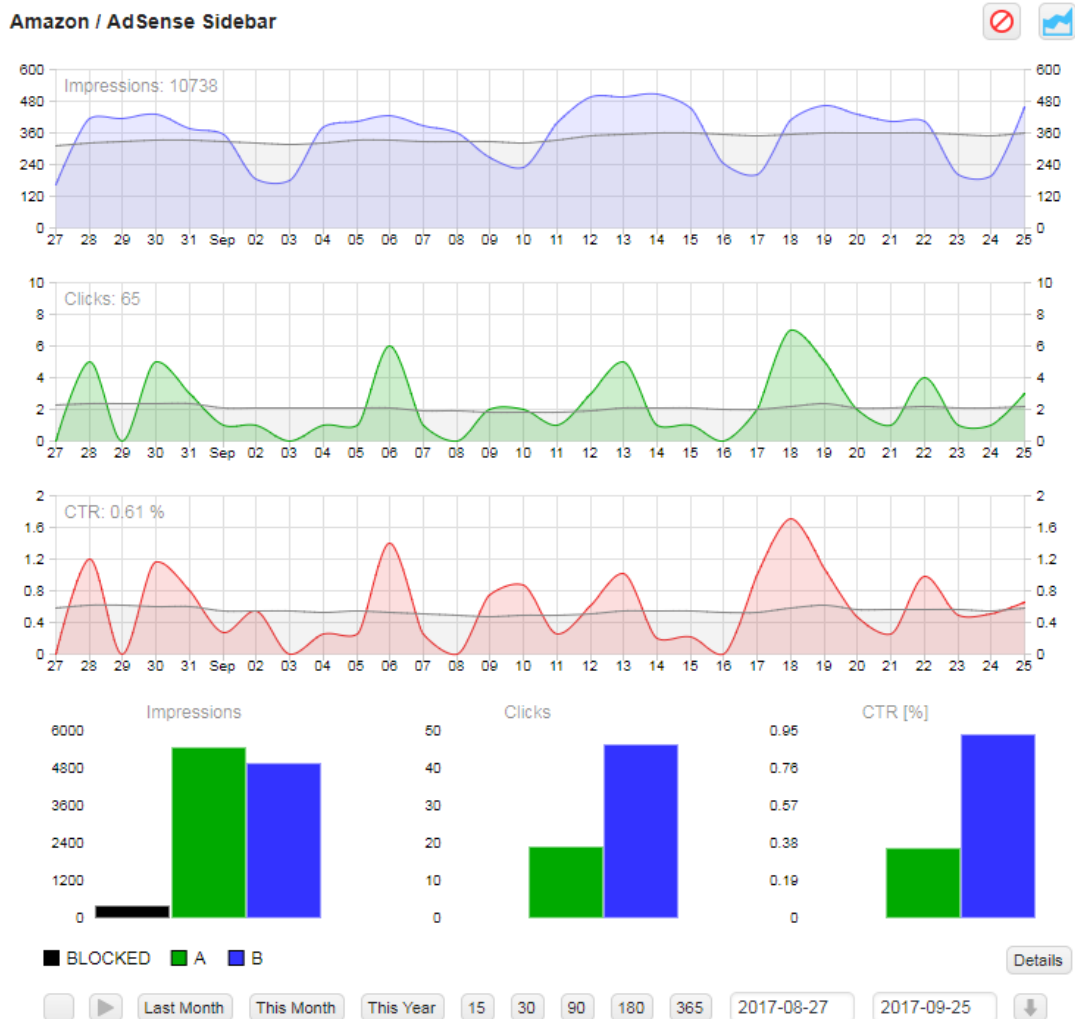 Amazon / AdSense Sidebar
Impressions: 10738
600 600
480 480
360 360
240 240
120 120
0 0
27 28 29 30 31 Sep 02 03 04 05 06 07 08 09 10 11 12 13 14 15 16 17 18 19 20 21 22 23 24 25
Clicks: 65
10 10
8 8
6 6
4 4
2 2
0 0
27 28 29 30 31 Sep 02 03 04 05 06 07 08 09 10 11 12 13 14 15 16 17 18 19 20 21 22 23 24 25
CTR: 0.61 %
2 2
1.6 1.6
1.2 1.2
0.8 0.8
0.4 0.4
0 0
27 28 29 30 31 Sep 02 03 04 05 06 07 08 09 10 11 12 13 14 15 16 17 18 19 20 21 22 23 24 25
Impressions Clicks CTR [%]
6000 50 0.95
4800 40 0.76
3600 30 0.57
2400 20 0.38
1200 10 0.19
0 0 0
BLOCKED A B
Details
Last Month This Month This Year 15 30 90 180 365 2017-08-27 2017-09-25